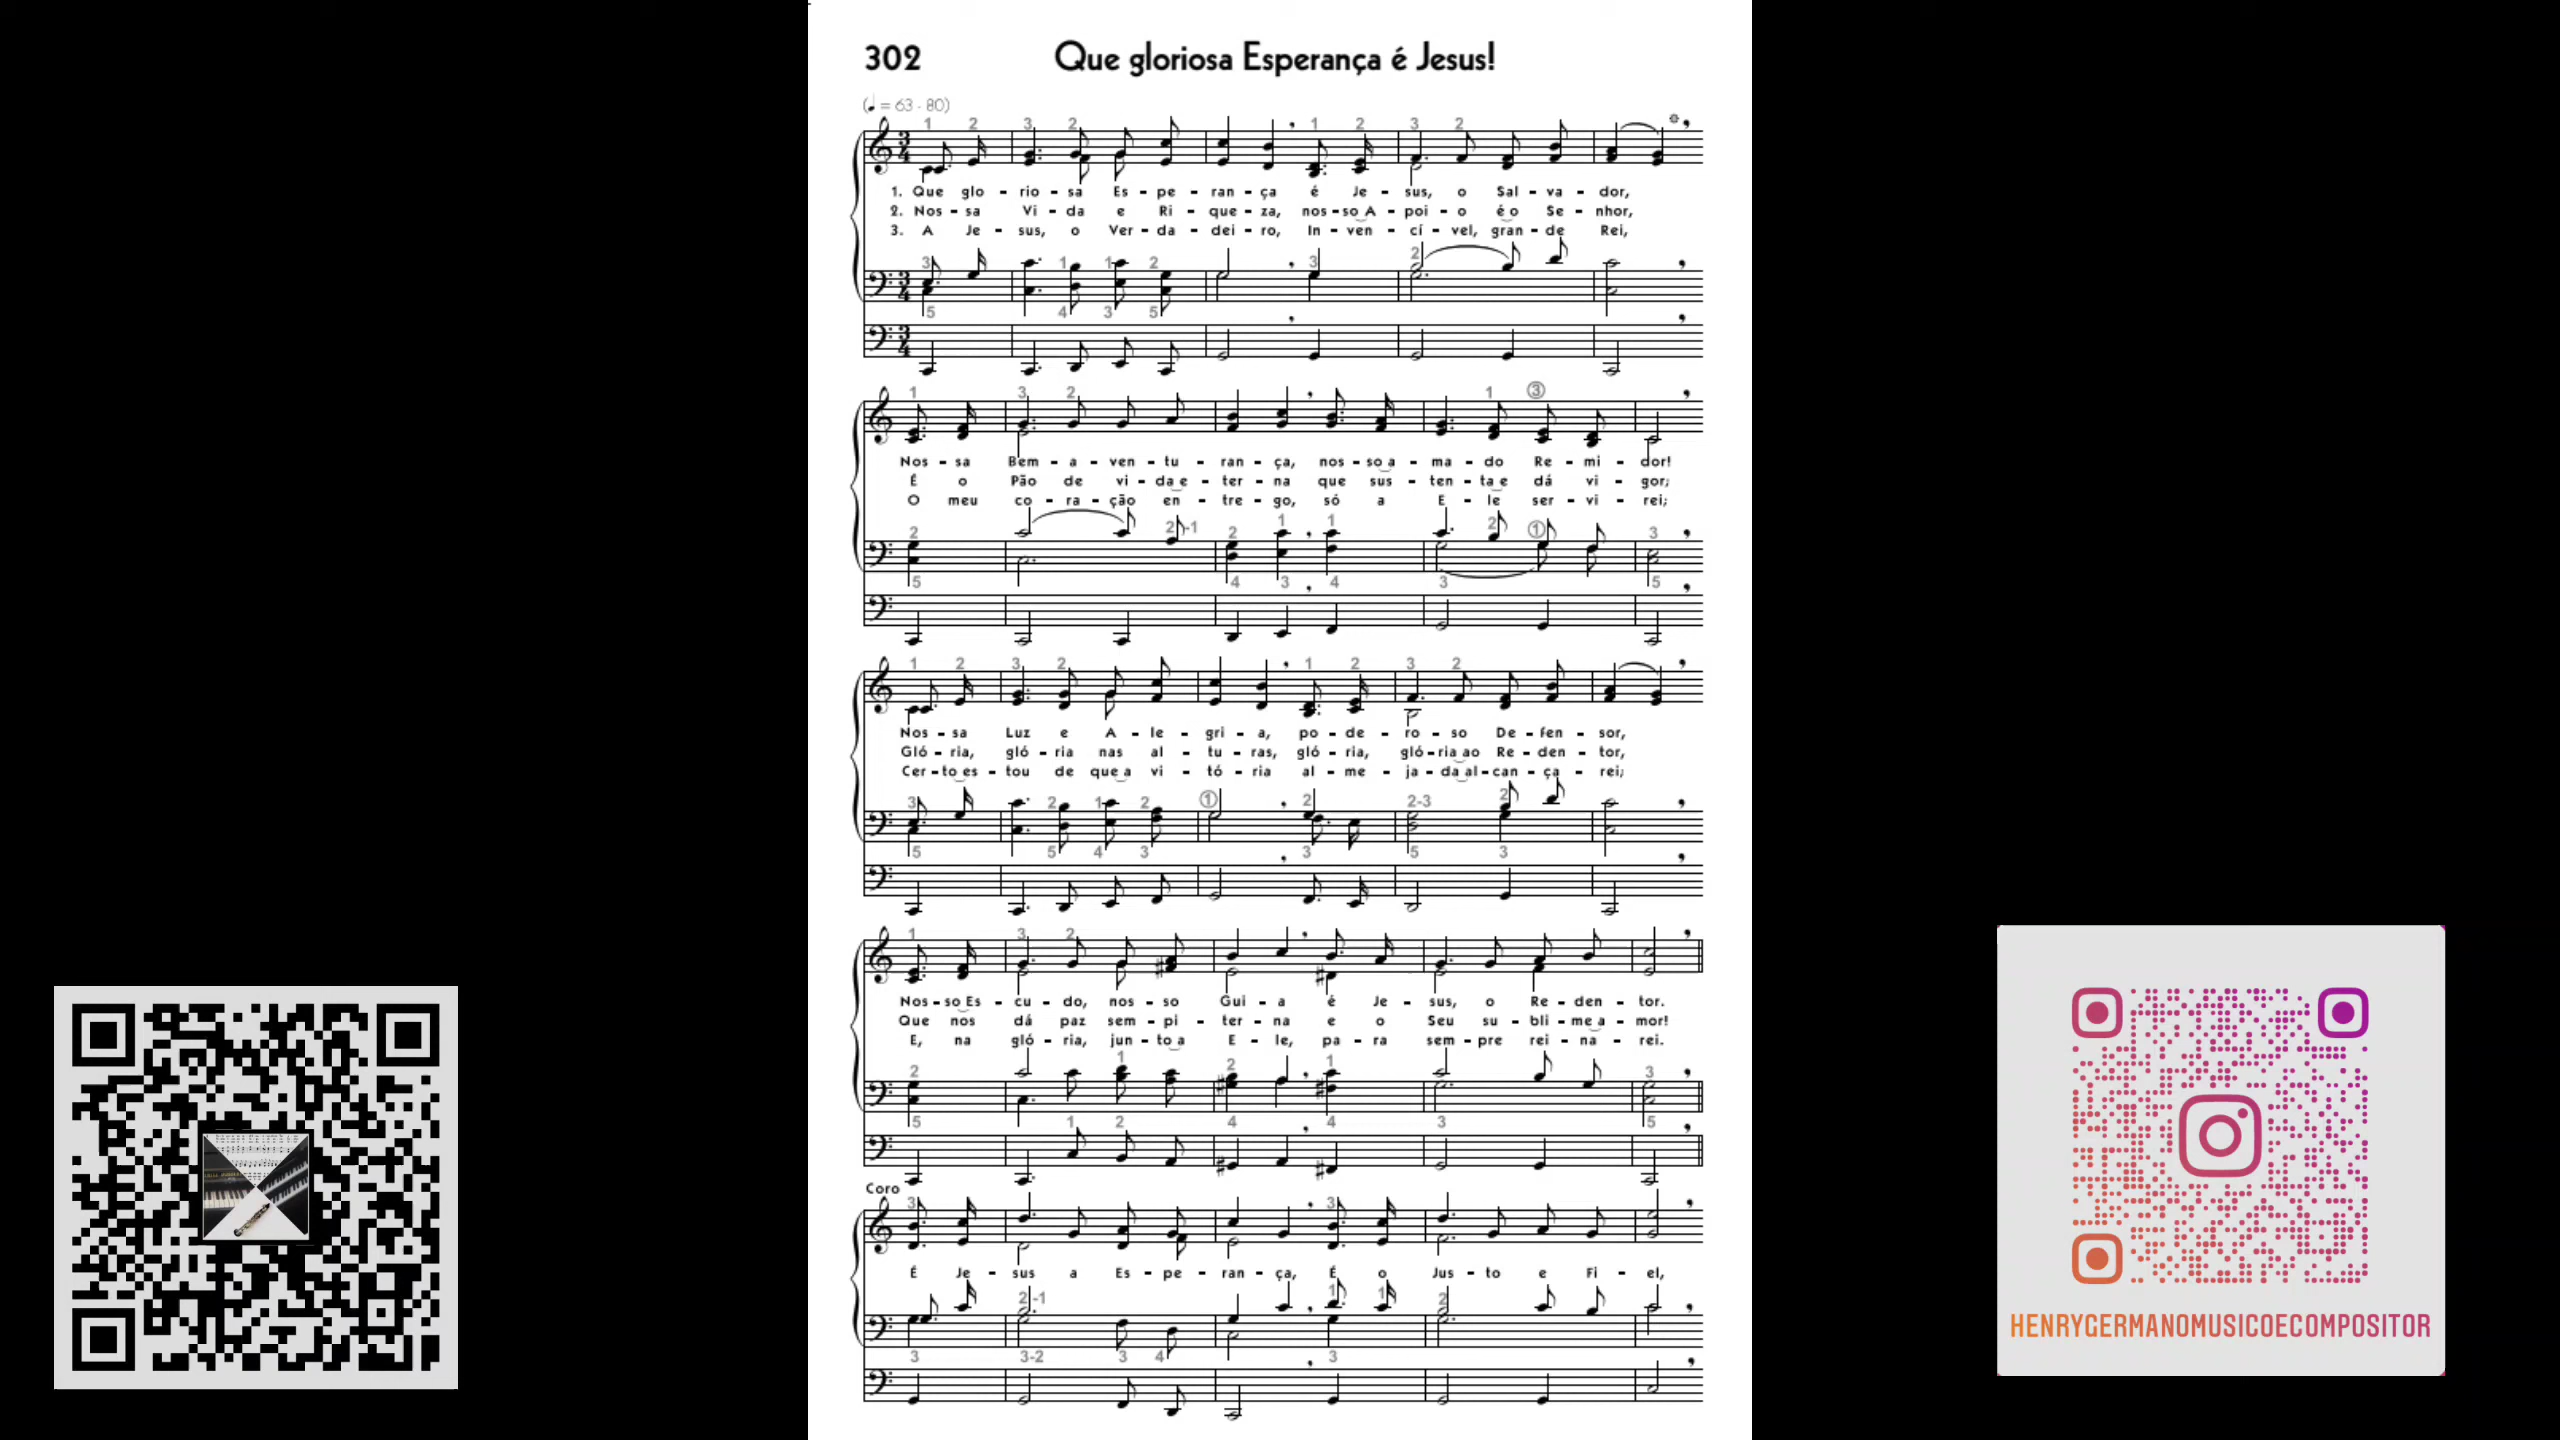 302 Que gloriosa Esperança é Jesus!
(♩ = 63 - 80)
1. Que glo - rio - sa Es - pe - ran - ça é Je - sus, o Sal - va - dor,
2. Nos - sa Vi - da e Ri - que - za, nos - so A - poi - o é o Se - nhor,
3. A Je - sus, o Ver - da - dei - ro, In - ven - cí - vel, gran - de Rei,
Nos - sa Bem - a - ven - tu - ran - ça, nos - so a - ma - do Re - mi - dor!
É o Pão de vi - da e - ter - na que sus - ten - ta e dá vi - gor;
O meu co - ra - ção en - tre - go, só a E - le ser - vi - rei;
Nos - sa Luz e A - le - gri - a, po - de - ro - so De - fen - sor,
Gló - ria, gló - ria nas al - tu - ras, gló - ria, gló - ria ao Re - den - tor,
Cer - to es - tou de que a vi - tó - ria al - me - ja - da al - can - ça - rei;
Nos - so Es - cu - do, nos - so Gui - a é Je - sus, o Re - den - tor.
Que nos dá paz sem - pi - ter - na e o Seu su - bli - me a - mor!
E, na gló - ria, jun - to a E - le, pa - ra sem - pre rei - na - rei.
Coro
É Je - sus a Es - pe - ran - ça, É o Jus - to e Fi - el,
HENRYGERMANOMUSICOECOMPOSITOR